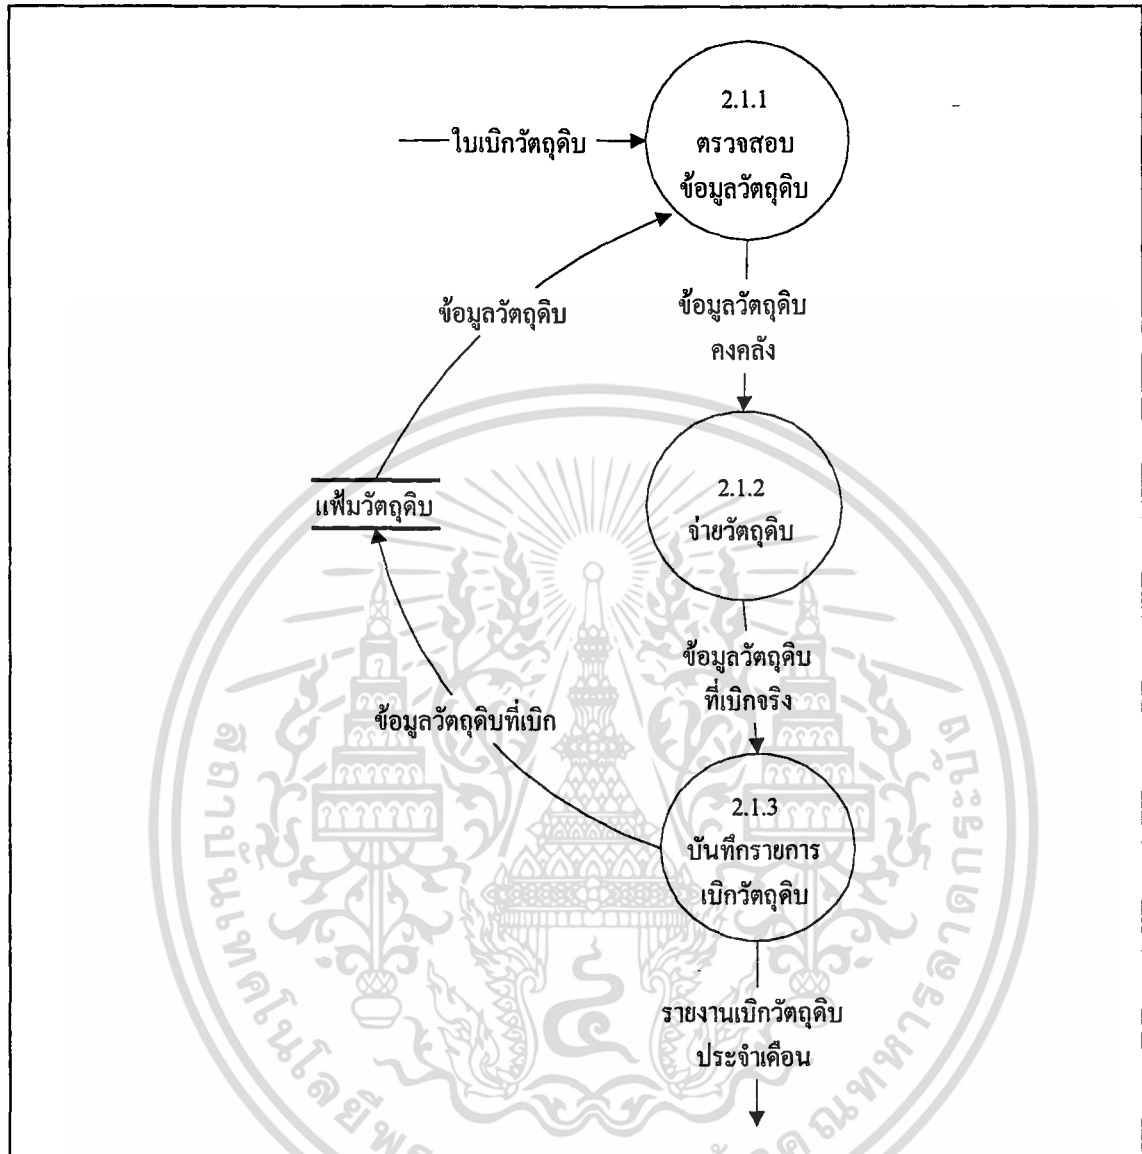 2.1.1
ตรวจสอบ
ข้อมูลวัตถุดิบ
ใบเบิกวัตถุดิบ
ข้อมูลวัตถุดิบ
ข้อมูลวัตถุดิบ
คงคลัง
แฟ้มวัตถุดิบ
2.1.2
จ่ายวัตถุดิบ
ข้อมูลวัตถุดิบ
ที่เบิกจริง
ข้อมูลวัตถุดิบที่เบิก
2.1.3
บันทึกรายการ
เบิกวัตถุดิบ
รายงานเบิกวัตถุดิบ
ประจำเดือน